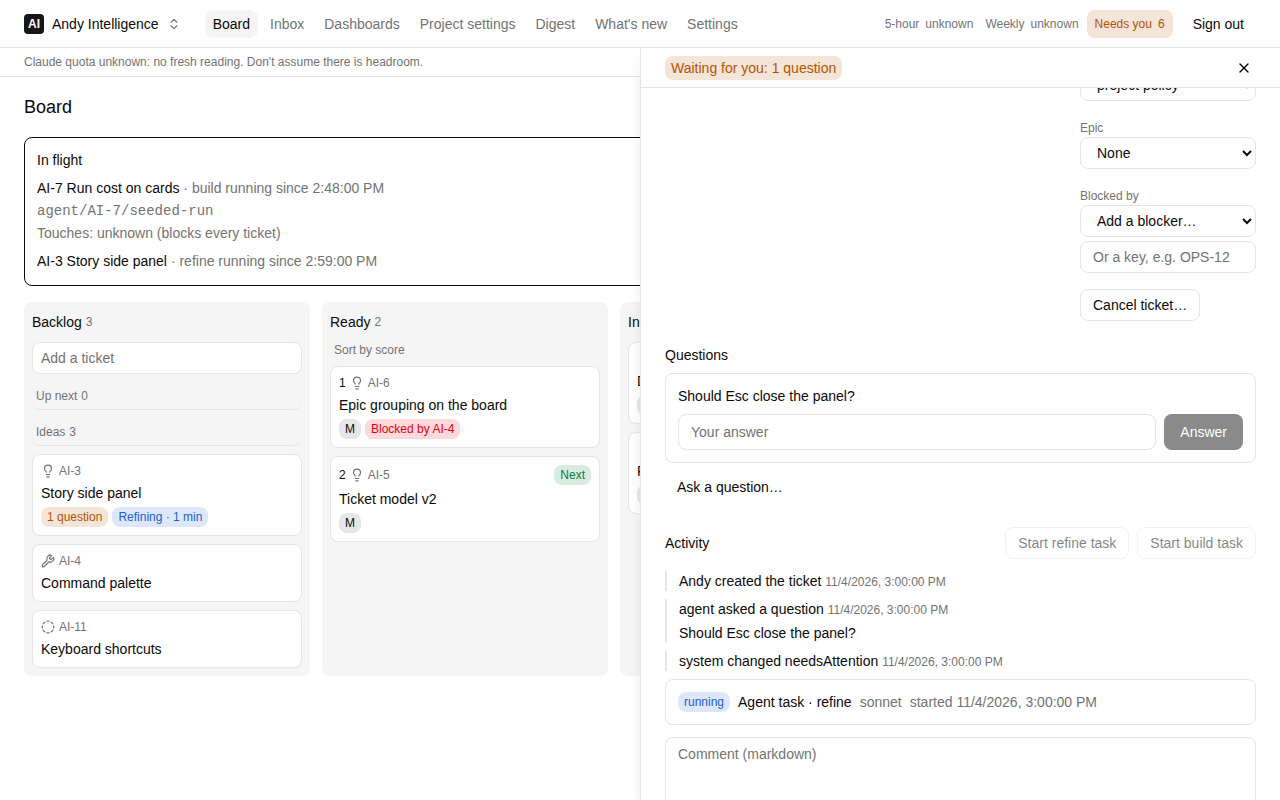 AI Andy Intelligence Board Inbox Dashboards Project settings Digest What's new Settings 5-hour unknown Weekly unknown Needs you 6 Sign out
Claude quota unknown: no fresh reading. Don't assume there is headroom.
Board
In flight
AI-7 Run cost on cards · build running since 2:48:00 PM
agent/AI-7/seeded-run
Touches: unknown (blocks every ticket)
AI-3 Story side panel · refine running since 2:59:00 PM
Backlog 3
Add a ticket
Up next 0
Ideas 3
AI-3
Story side panel
1 question Refining · 1 min
AI-4
Command palette
AI-11
Keyboard shortcuts
Ready 2
Sort by score
1 AI-6
Epic grouping on the board
M Blocked by AI-4
2 AI-5 Next
Ticket model v2
M
In
Waiting for you: 1 question
project policy
Epic
None
Blocked by
Add a blocker…
Or a key, e.g. OPS-12
Cancel ticket…
Questions
Should Esc close the panel?
Your answer Answer
Ask a question…
Activity Start refine task Start build task
Andy created the ticket 11/4/2026, 3:00:00 PM
agent asked a question 11/4/2026, 3:00:00 PM
Should Esc close the panel?
system changed needsAttention 11/4/2026, 3:00:00 PM
running Agent task · refine sonnet started 11/4/2026, 3:00:00 PM
Comment (markdown)